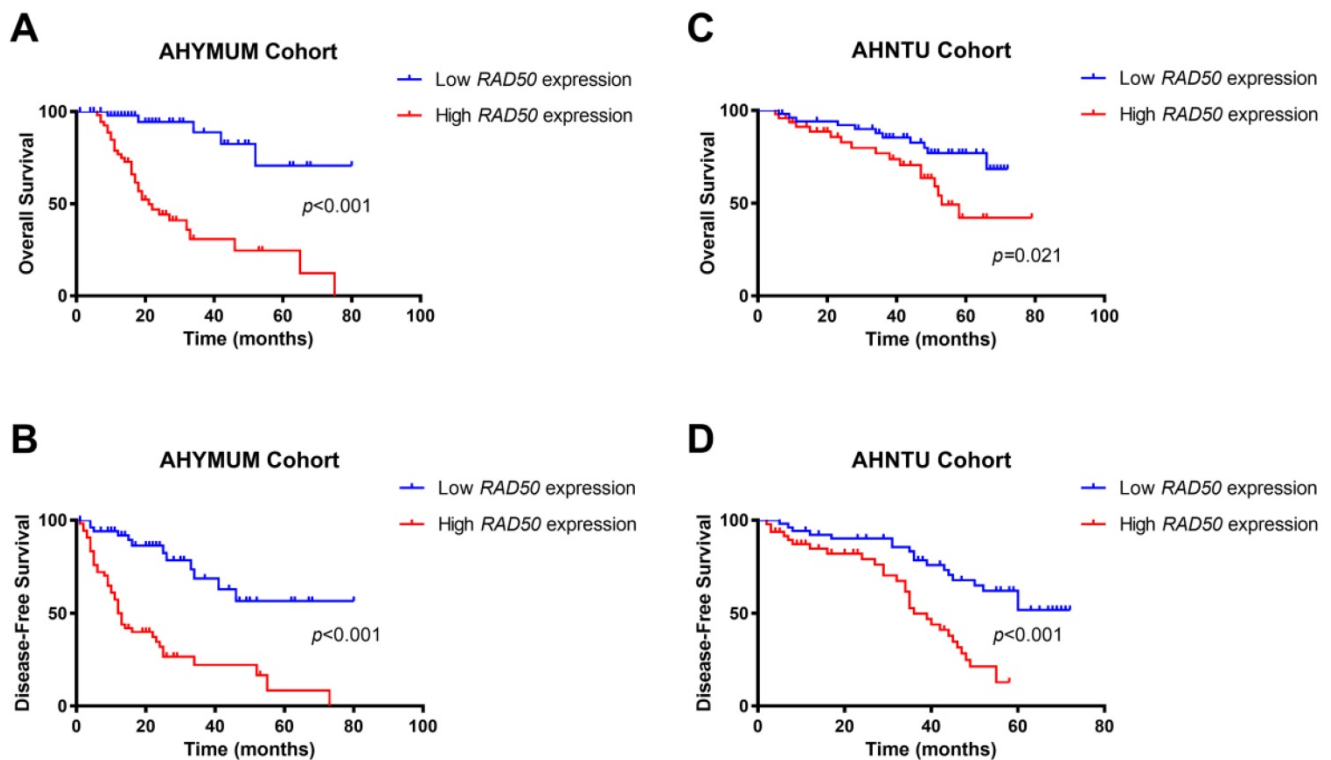 A
AHYMUM Cohort
Low RAD50 expression
High RAD50 expression
Overall Survival
100
50
0
p<0.001
0 20 40 60 80 100
Time (months)
C
AHNTU Cohort
Low RAD50 expression
High RAD50 expression
Overall Survival
100
50
0
p=0.021
0 20 40 60 80 100
Time (months)
B
AHYMUM Cohort
Low RAD50 expression
High RAD50 expression
Disease-Free Survival
100
50
0
p<0.001
0 20 40 60 80 100
Time (months)
D
AHNTU Cohort
Low RAD50 expression
High RAD50 expression
Disease-Free Survival
100
50
0
p<0.001
0 20 40 60 80
Time (months)